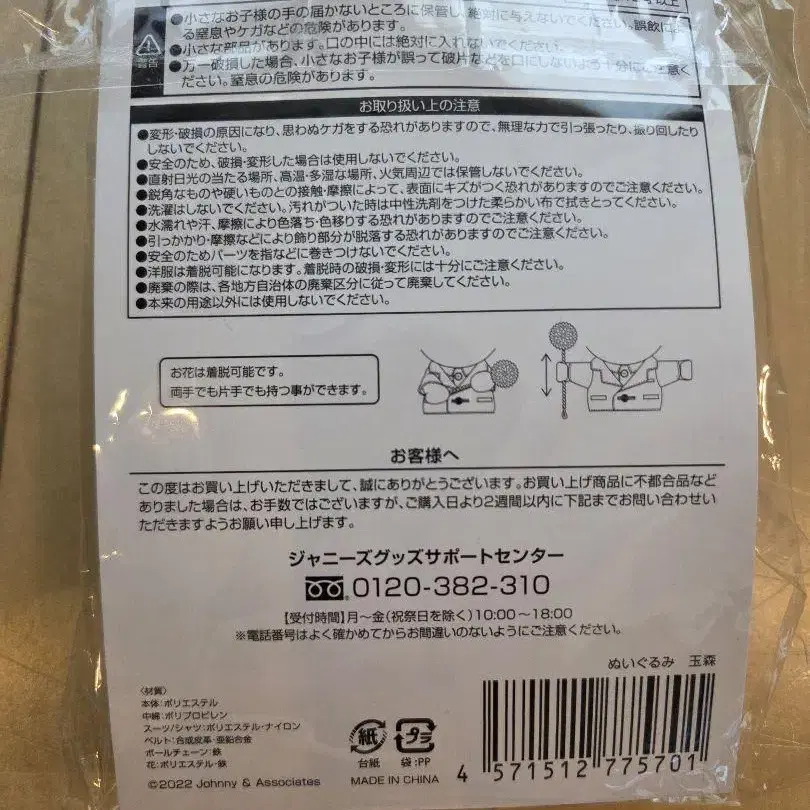 以上
●小さなお子様の手の届かないところに保管し、絶対に与えないでください。誤飲によ
る窒息やケガなどの危険があります。
●小さな部品があります。口の中には絶対に入れないでください。
●万一破損した場合、小さなお子様が誤って破片などを口にしないよう十分にご注意く
ださい。窒息の危険があります。
警告
お取り扱い上の注意
●変形・破損の原因になり、思わぬケガをする恐れがありますので、無理な力で引っ張ったり、振り回したり
しないでください。
●安全のため、破損・変形した場合は使用しないでください。
●直射日光の当たる場所、高温・多湿な場所、火気周辺では保管しないでください。
●鋭角なものや硬いものとの接触・摩擦によって、表面にキズがつく恐れがありますのでご注意ください。
●洗濯はしないでください。汚れがついた時は中性洗剤をつけた柔らかい布で拭きとってください。
●水濡れや汗、摩擦により色落ち・色移りする恐れがありますのでご注意ください。
●引っかかり・摩擦などにより飾り部分が脱落する恐れがありますのでご注意ください。
●安全のためパーツを指などに巻きつけないでください。
●洋服は着脱可能になります。着脱時の破損・変形には十分にご注意ください。
●廃棄の際は、各地方自治体の廃棄区分に従って廃棄してください。
●本来の用途以外には使用しないでください。
お花は着脱可能です。
両手でも片手でも持つ事ができます。
お客様へ
この度はお買い上げいただきまして、誠にありがとうございます。お買い上げ商品に不都合品など
ありました場合は、お手数ではございますが、ご購入日より2週間以内に下記までお問い合わせい
ただきますようお願い申し上げます。
ジャニーズグッズサポートセンター
0120-382-310
【受付時間】月～金(祝祭日を除く)10:00～18:00
※電話番号はよく確かめてからお間違いのないようにご注意ください。
ぬいぐるみ 玉森
〈材質〉
本体:ポリエステル
中綿:ポリプロピレン
スーツ/シャツ:ポリエステル・ナイロン
ベルト:合成皮革・亜鉛合金
ボールチェーン:鉄
花:ポリエステル・鉄
©2022 Johnny & Associates
紙
台紙
プラ
袋:PP
MADE IN CHINA
4 571512 775701